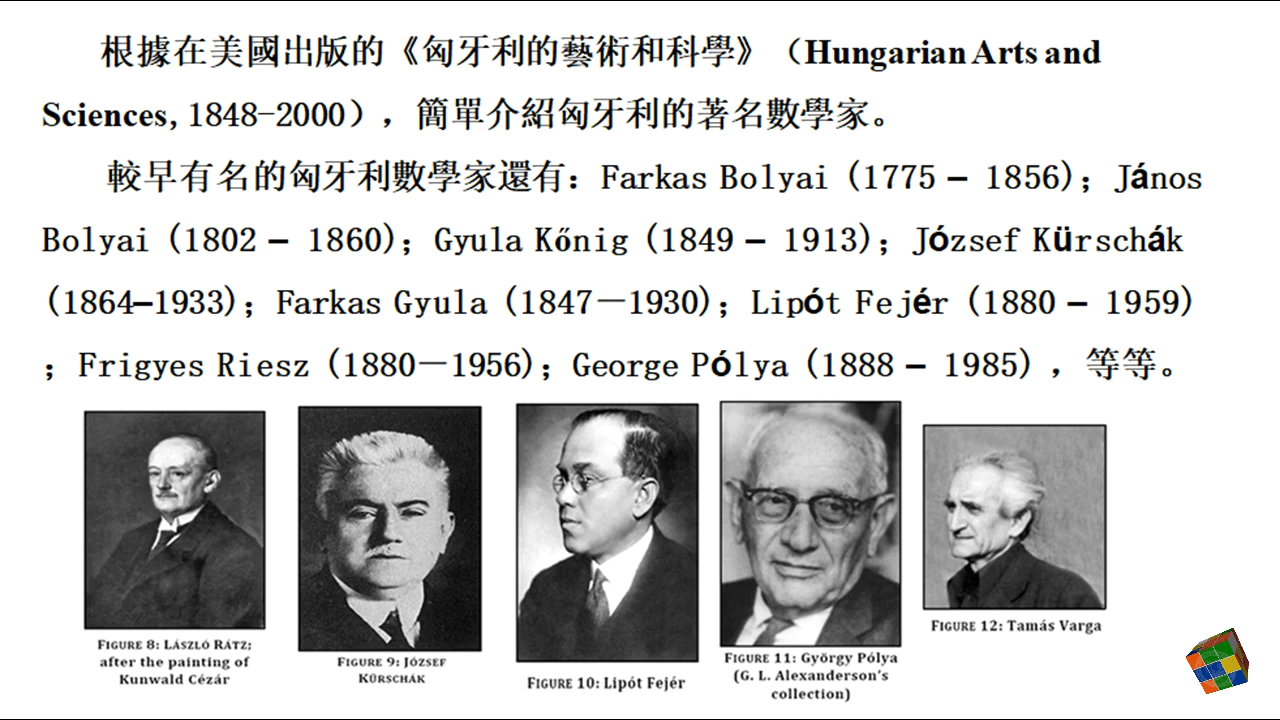 根據在美國出版的《匈牙利的藝術和科學》（Hungarian Arts and
Sciences, 1848-2000），簡單介紹匈牙利的著名數學家。
較早有名的匈牙利數學家還有：Farkas Bolyai (1775 – 1856)；János
Bolyai (1802 – 1860)；Gyula Kőnig (1849 – 1913)；József Kürschák
(1864–1933)；Farkas Gyula (1847－1930)；Lipót Fejér (1880 – 1959)
；Frigyes Riesz (1880－1956)；George Pólya (1888 – 1985) ，等等。
FIGURE 8: LÁSZLÓ RÁTZ;
after the painting of
Kunwald Cézár
FIGURE 9: JÓZSEF
KÜRSCHÁK
FIGURE 10: Lipót Fejér
FIGURE 11: György Pólya
(G. L. Alexanderson's
collection)
FIGURE 12: Tamás Varga